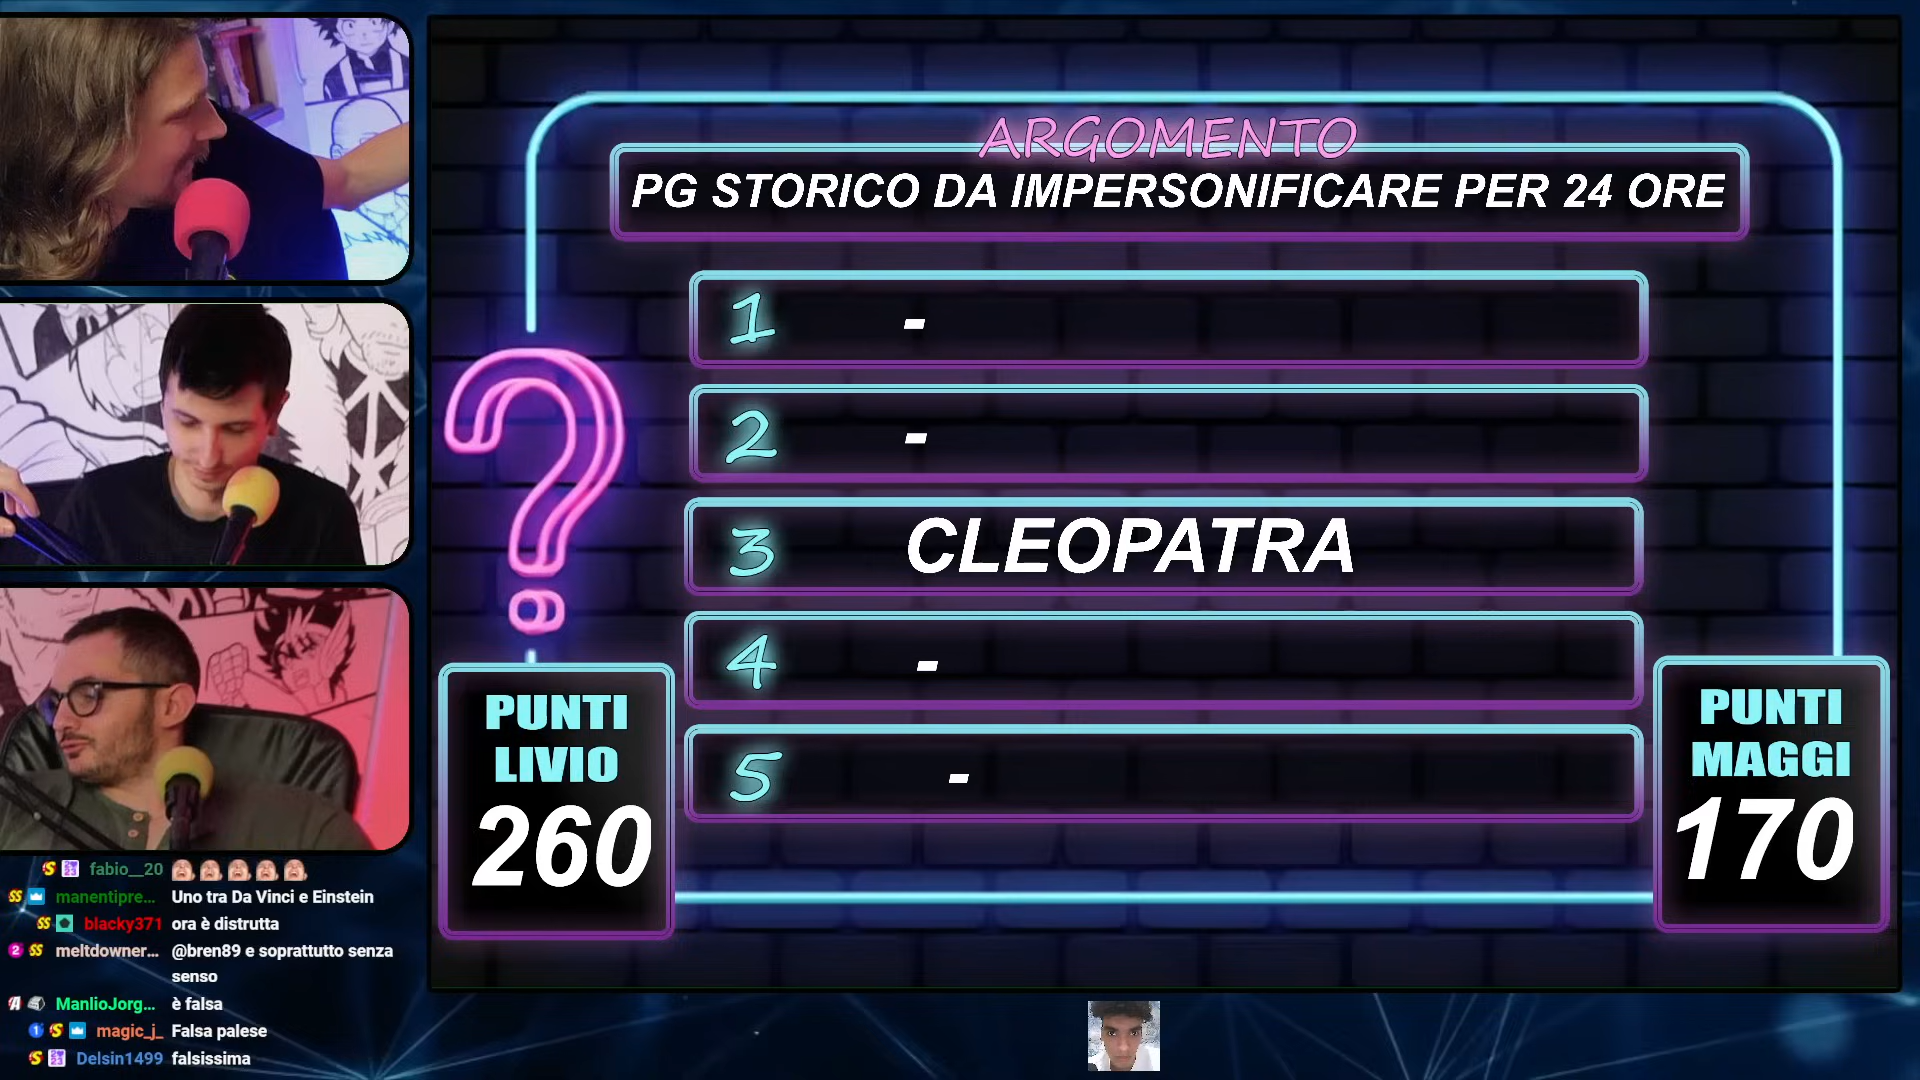 ARGOMENTO
PG STORICO DA IMPERSONIFICARE PER 24 ORE
1 -
2 -
3 CLEOPATRA
4 -
5 -
PUNTI
LIVIO
260
PUNTI
MAGGI
170
fabio__20
manentipre... Uno tra Da Vinci e Einstein
blacky371 ora è distrutta
meltdowner... @bren89 e soprattutto senza
senso
ManlioJorg... è falsa
magic_j_ Falsa palese
Delsin1499 falsissima